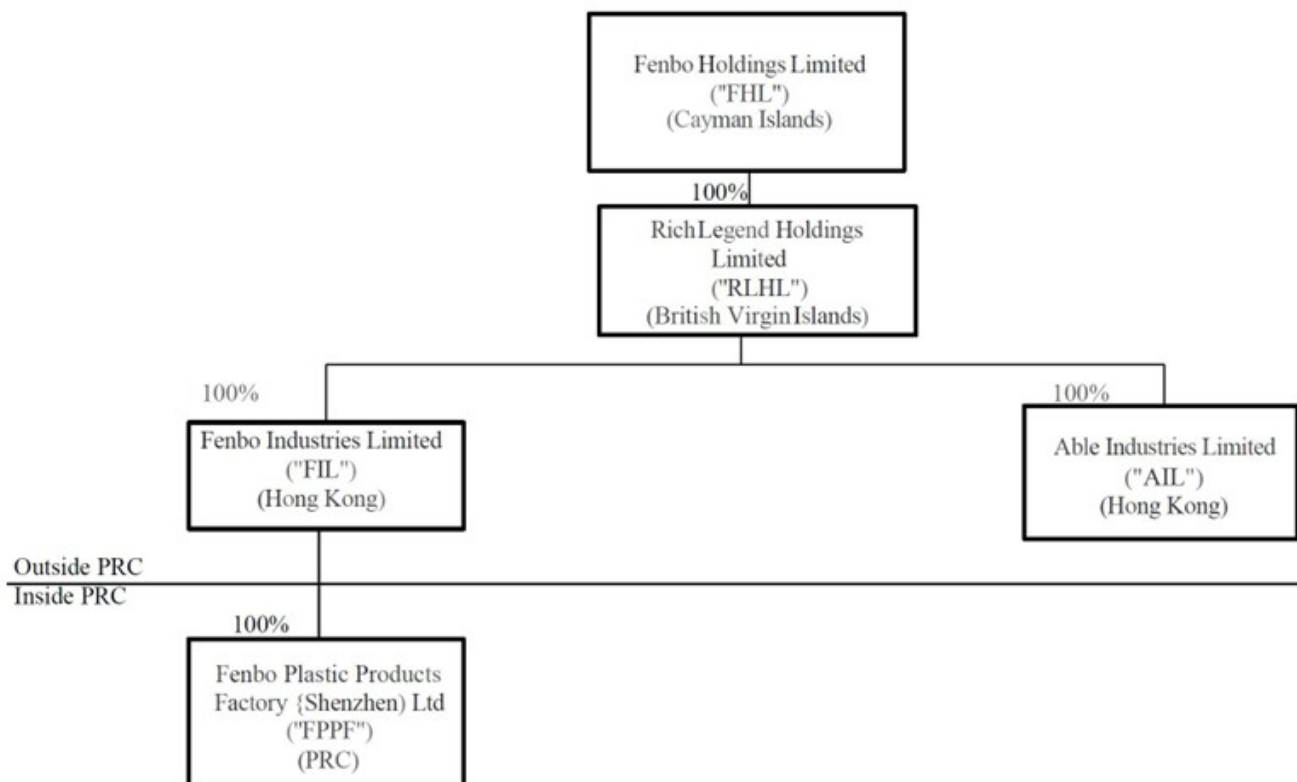 Fenbo Holdings Limited
("FHL")
(Cayman Islands)
100%
Rich Legend Holdings
Limited
("RLHL")
(British Virgin Islands)
100%
100%
Fenbo Industries Limited
("FIL")
(Hong Kong)
Able Industries Limited
("AIL")
(Hong Kong)
Outside PRC
Inside PRC
100%
Fenbo Plastic Products
Factory {Shenzhen) Ltd
("FPPF")
(PRC)